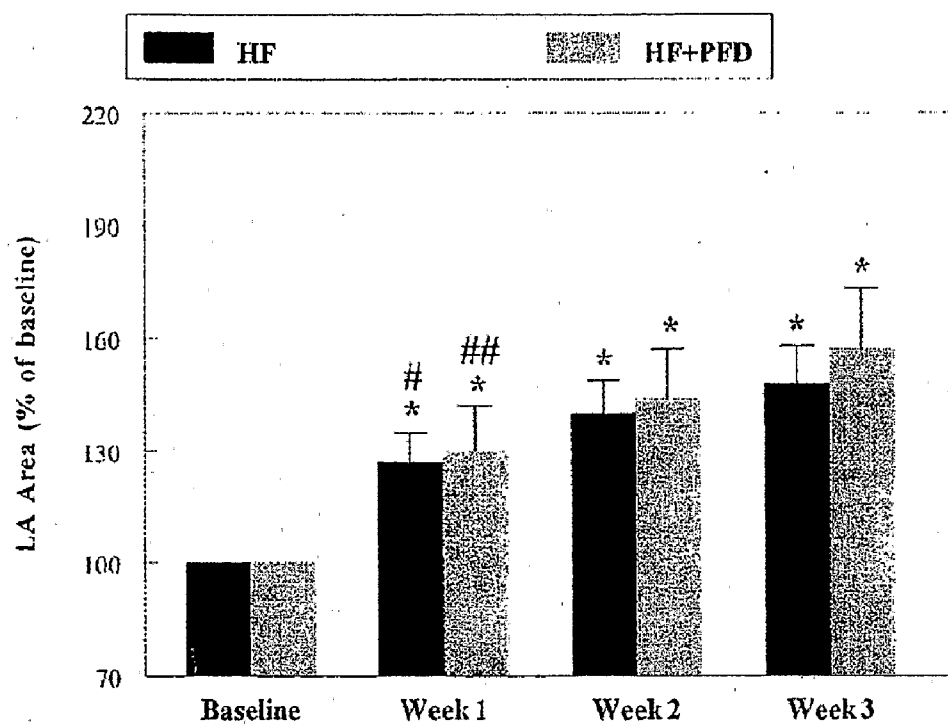 HF
HF+PFD
220
190
160
130
100
70
LA Area (% of baseline)
#
*
##
*
*
*
*
*
Baseline
Week 1
Week 2
Week 3